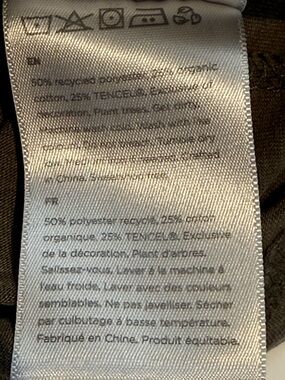 EN
50% recycled polyester, 25% organic
cotton, 25% TENCEL®. Exclusive of
decoration. Plant trees. Get dirty.
Machine wash cold. Wash with like
colours. Do not bleach. Tumble dry
low. Medium iron if needed. Crafted
in China. Sweatshop free.
FR
50% polyester recyclé, 25% coton
organique, 25% TENCEL®. Exclusive
de la décoration. Plant d'arbres.
Salissez-vous. Laver à la machine à
l'eau froide. Laver avec des couleurs
semblables. Ne pas javelliser. Sécher
par culbutage à basse température.
Fabriqué en Chine. Produit équitable.